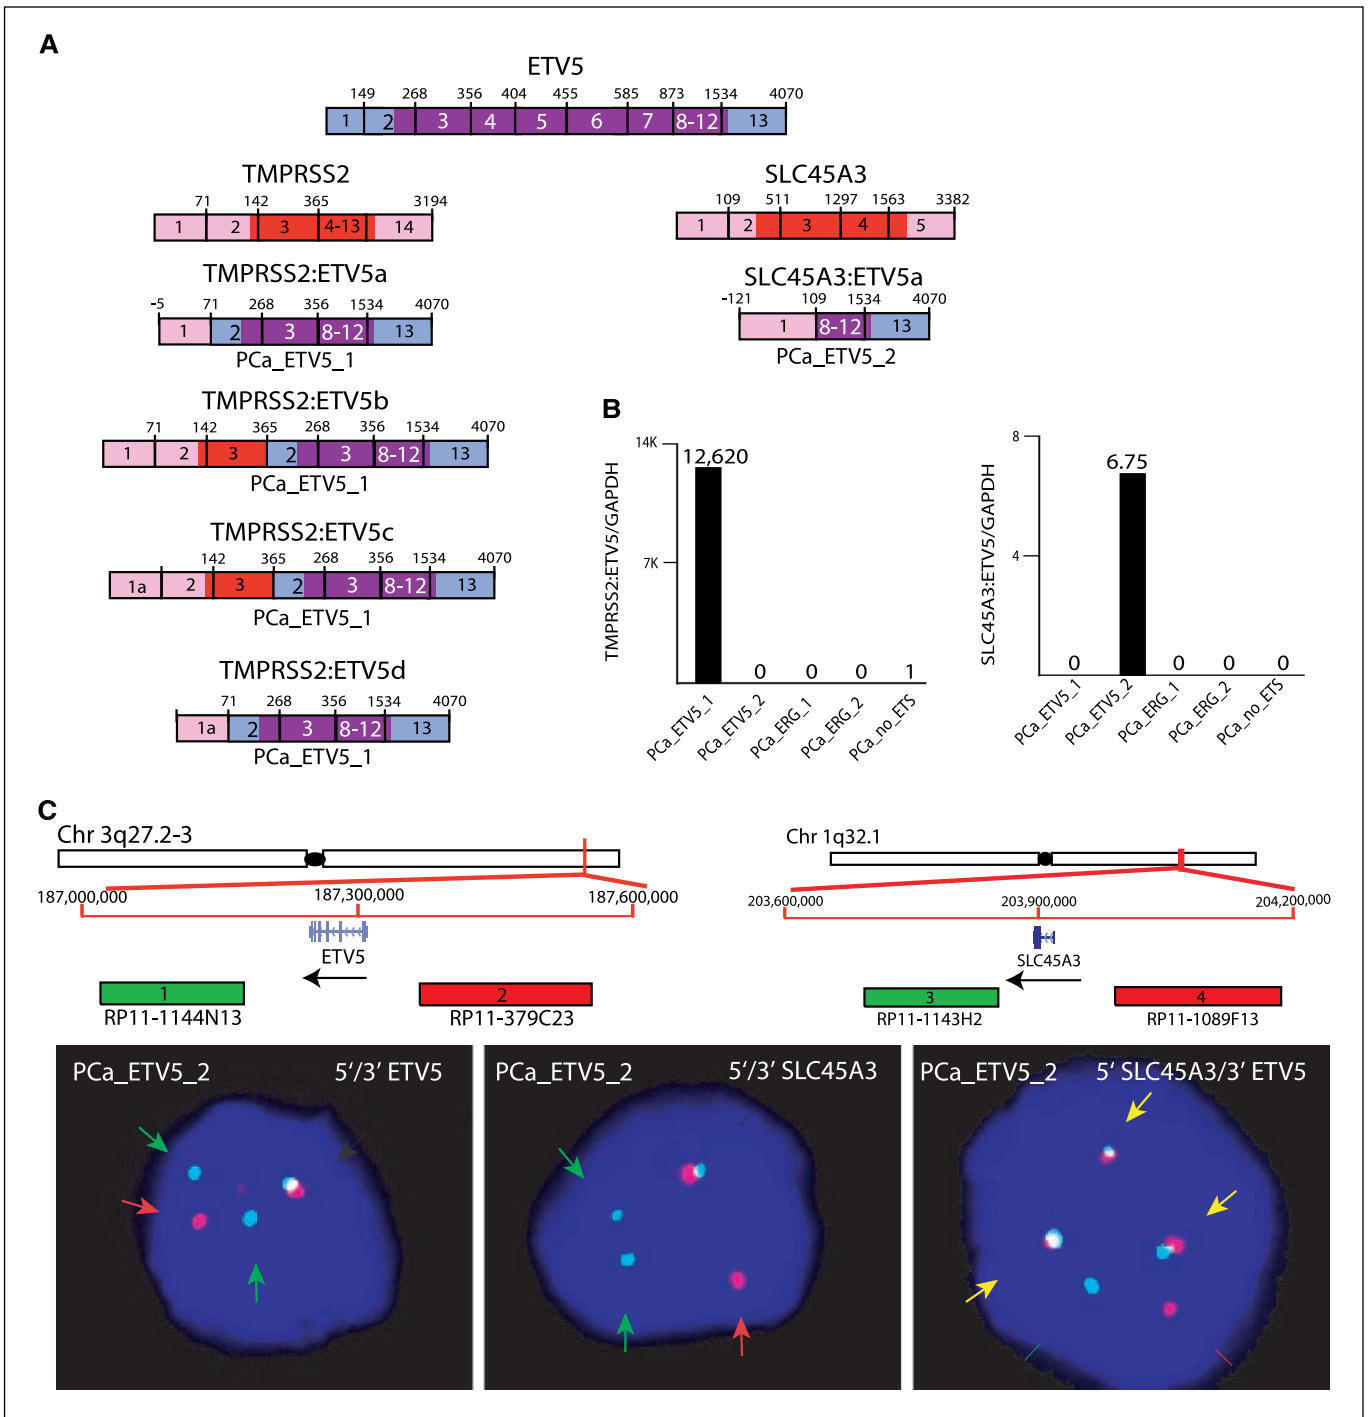 A
ETV5
149 268 356 404 455 585 873 1534 4070
1 2 3 4 5 6 7 8-12 13
TMPRSS2
71 142 365 3194
1 2 3 4-13 14
SLC45A3
109 511 1297 1563 3382
1 2 3 4 5
TMPRSS2:ETV5a
-5 71 268 356 1534 4070
1 2 3 8-12 13
PCa_ETV5_1
SLC45A3:ETV5a
-121 109 1534 4070
1 8-12 13
PCa_ETV5_2
TMPRSS2:ETV5b
71 142 365 268 356 1534 4070
1 2 3 2 3 8-12 13
PCa_ETV5_1
TMPRSS2:ETV5c
142 365 268 356 1534 4070
1a 2 3 2 3 8-12 13
PCa_ETV5_1
TMPRSS2:ETV5d
71 268 356 1534 4070
1a 2 3 8-12 13
PCa_ETV5_1
B
TMPRSS2:ETV5/GAPDH
14K
7K
12,620 0 0 0 1
PCa_ETV5_1 PCa_ETV5_2 PCa_ERG_1 PCa_ERG_2 PCa_no_ETS
SLC45A3:ETV5/GAPDH
8
4
0 6.75 0 0 0
PCa_ETV5_1 PCa_ETV5_2 PCa_ERG_1 PCa_ERG_2 PCa_no_ETS
C
Chr 3q27.2-3
187,000,000 187,300,000 187,600,000
ETV5
1 2
RP11-1144N13 RP11-379C23
Chr 1q32.1
203,600,000 203,900,000 204,200,000
SLC45A3
3 4
RP11-1143H2 RP11-1089F13
PCa_ETV5_2 5'/3' ETV5
PCa_ETV5_2 5'/3' SLC45A3
PCa_ETV5_2 5' SLC45A3/3' ETV5